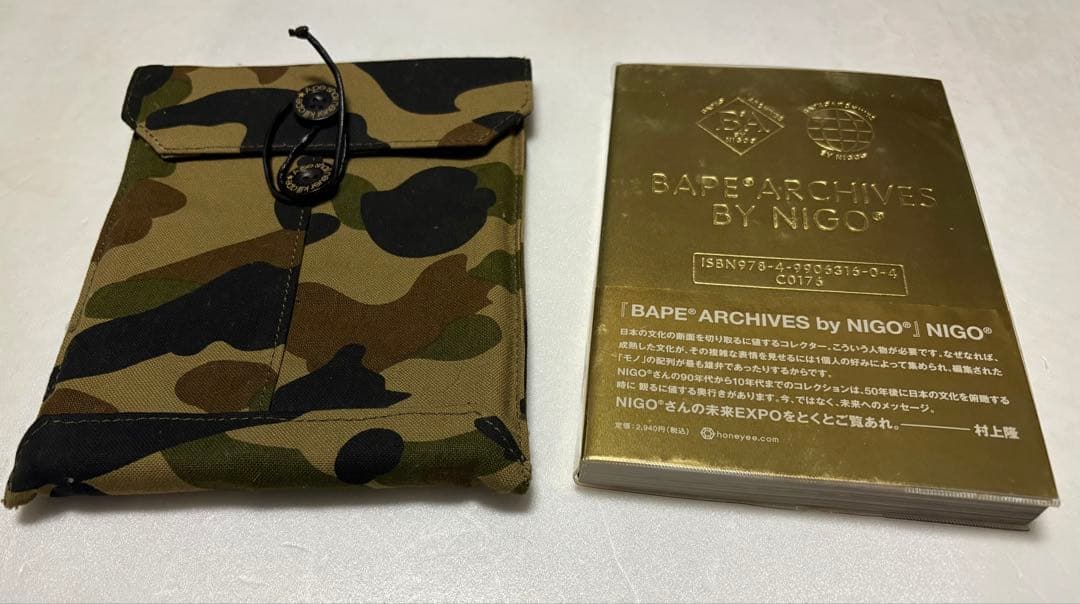 BAPE® ARCHIVES
BY NIGO®
ISBN978-4-9906316-0-4
C0176
BY NIGO
『BAPE® ARCHIVES by NIGO®』NIGO®
日本の文化の断面を切り取るに値するコレクター。こういう人物が必要です。なぜなれば、
成熟した文化が、その複雑な表情を見せるには1個人の好みによって集められ、編集された
「モノ」の配列が最も雄弁であったりするからです。
NIGO®さんの90年代から10年代までのコレクションは、50年後に日本の文化を俯瞰する
時に 観るに値する奥行きがあります。今、ではなく、未来へのメッセージ。
NIGO®さんの未来EXPOをとくとご覧あれ。――― 村上隆
定価：2,940円(税込) honeyee.com